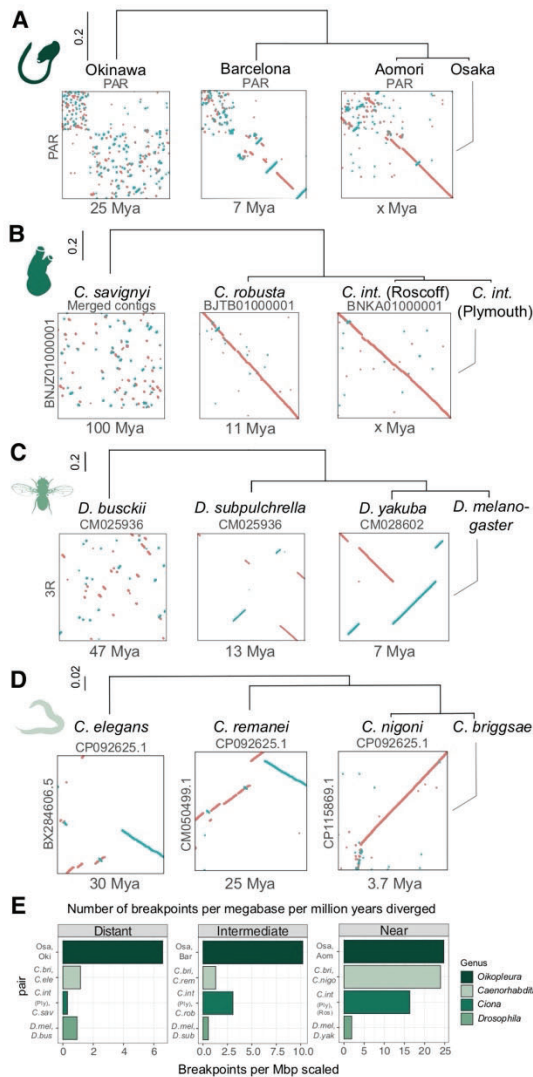 A
0.2
Okinawa Barcelona Aomori Osaka
PAR PAR PAR
PAR
25 Mya 7 Mya x Mya
B
0.2
C. savignyi C. robusta C. int. (Roscoff) C. int.
Merged contigs BJTB01000001 BNKA01000001 (Plymouth)
BNJZ01000001
100 Mya 11 Mya x Mya
C
0.2
D. busckii D. subpulchrella D. yakuba D. melano-
CM025936 CM025936 CM028602 gaster
3R
47 Mya 13 Mya 7 Mya
D
0.02
C. elegans C. remanei C. nigoni C. briggsae
CP092625.1 CP092625.1 CP092625.1
BX284606.5 CM050499.1 CP115869.1
30 Mya 25 Mya 3.7 Mya
E
Number of breakpoints per megabase per million years diverged
Distant Intermediate Near
pair
Osa, Osa, Osa,
Oki Bar Aom
C.bri, C.bri, C.bri,
C.ele C.rem C.nigo
C.int C.int C.int
(Ply), (Ply), (Ply),
C.sav C.rob (Ros)
D.mel, D.mel, D.mel,
D.bus D.sub D.yak
0 2 4 6 0.0 2.5 5.0 7.5 10.0 0 5 10 15 20 25
Breakpoints per Mbp scaled
Genus
Oikopleura
Caenorhabditis
Ciona
Drosophila